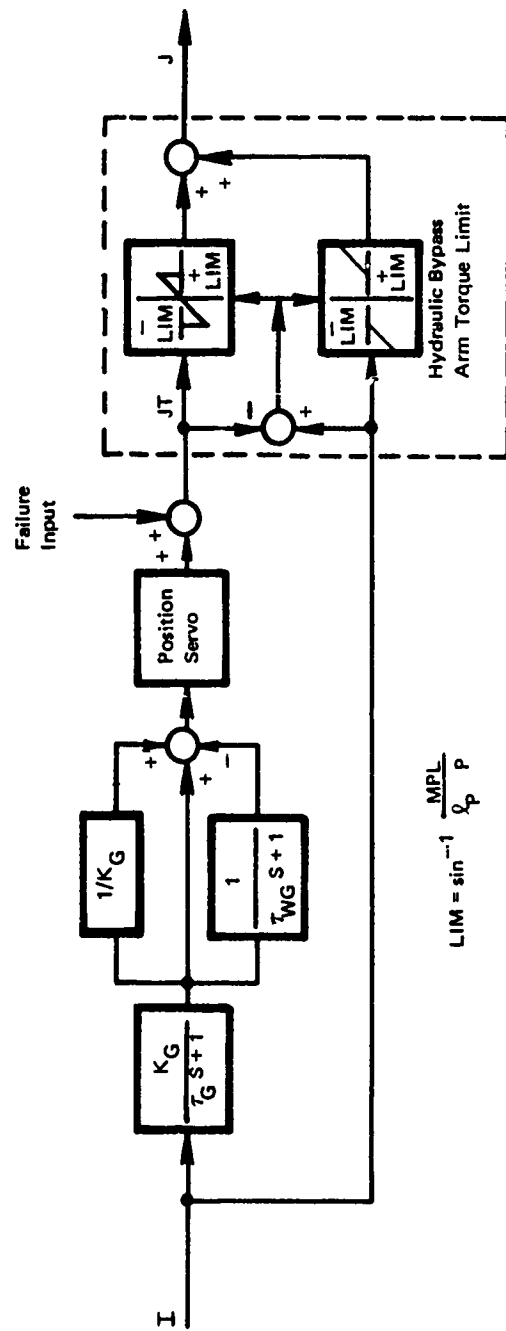 I
K_G
τ_G S + 1
1/K_G
1
τ_WG S + 1
+
+
−
Position
Servo
Failure
Input
+
+
JT
−
+
−
LIM
+
LIM
−
LIM
+
LIM
Hydraulic Bypass
Arm Torque Limit
+
+
J
LIM = sin⁻¹ MPL
ℓ_P P